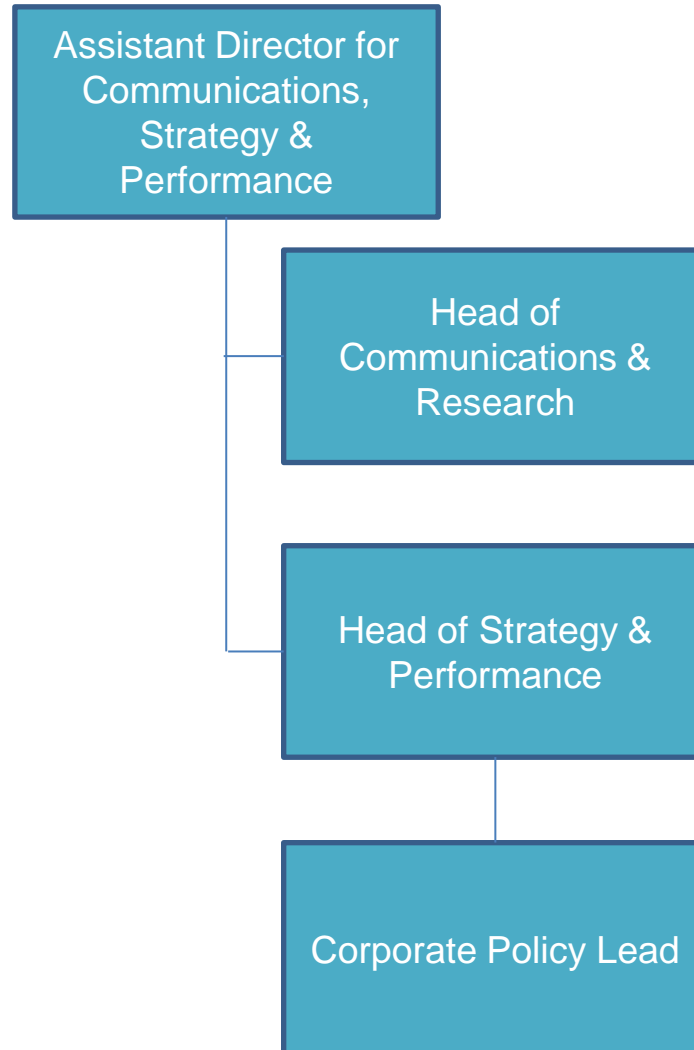 Assistant Director for
Communications,
Strategy &
Performance
Head of
Communications &
Research
Head of Strategy &
Performance
Corporate Policy Lead